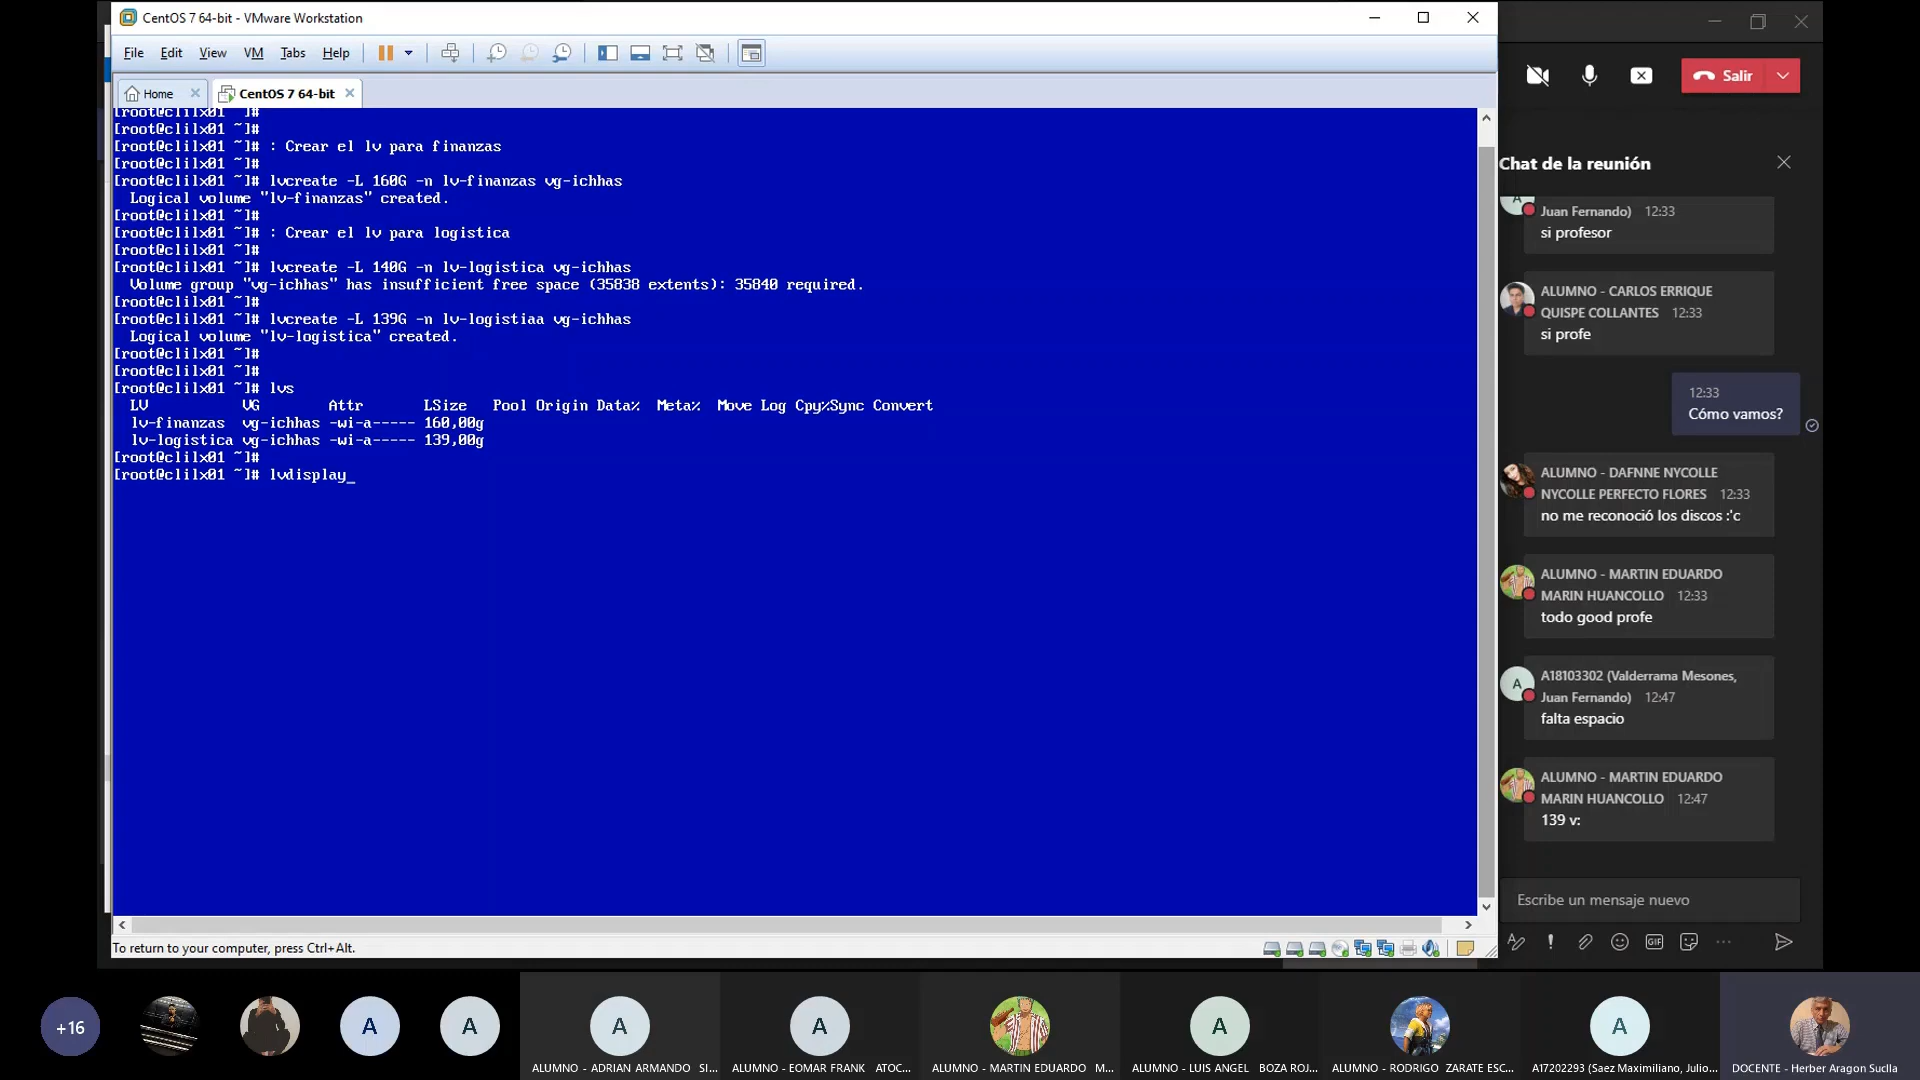 CentOS 7 64-bit - VMware Workstation
File Edit View VM Tabs Help
Home
CentOS 7 64-bit
[root@clilx01 ~]#
[root@clilx01 ~]#
[root@clilx01 ~]# : Crear el lv para finanzas
[root@clilx01 ~]#
[root@clilx01 ~]# lvcreate -L 160G -n lv-finanzas vg-ichhas
Logical volume "lv-finanzas" created.
[root@clilx01 ~]#
[root@clilx01 ~]# : Crear el lv para logistica
[root@clilx01 ~]#
[root@clilx01 ~]# lvcreate -L 140G -n lv-logistica vg-ichhas
Volume group "vg-ichhas" has insufficient free space (35838 extents): 35840 required.
[root@clilx01 ~]#
[root@clilx01 ~]# lvcreate -L 139G -n lv-logistiaa vg-ichhas
Logical volume "lv-logistica" created.
[root@clilx01 ~]#
[root@clilx01 ~]#
[root@clilx01 ~]# lvs
LV VG Attr LSize Pool Origin Data% Meta% Move Log Cpy%Sync Convert
lv-finanzas vg-ichhas -wi-a----- 160,00g
lv-logistica vg-ichhas -wi-a----- 139,00g
[root@clilx01 ~]#
[root@clilx01 ~]# lvdisplay_
To return to your computer, press Ctrl+Alt.
Salir
Chat de la reunión
A
Juan Fernando) 12:33
si profesor
ALUMNO - CARLOS ERRIQUE
QUISPE COLLANTES 12:33
si profe
12:33
Cómo vamos?
ALUMNO - DAFNNE NYCOLLE
NYCOLLE PERFECTO FLORES 12:33
no me reconoció los discos :'c
ALUMNO - MARTIN EDUARDO
MARIN HUANCOLLO 12:33
todo good profe
A
A18103302 (Valderrama Mesones,
Juan Fernando) 12:47
falta espacio
ALUMNO - MARTIN EDUARDO
MARIN HUANCOLLO 12:47
139 v:
Escribe un mensaje nuevo
GIF
+16
A
A
A
ALUMNO - ADRIAN ARMANDO SI...
A
ALUMNO - EOMAR FRANK ATOC...
ALUMNO - MARTIN EDUARDO M...
A
ALUMNO - LUIS ANGEL BOZA ROJ...
ALUMNO - RODRIGO ZARATE ESC...
A
A17202293 (Saez Maximiliano, Julio...
DOCENTE - Herber Aragon Suclla